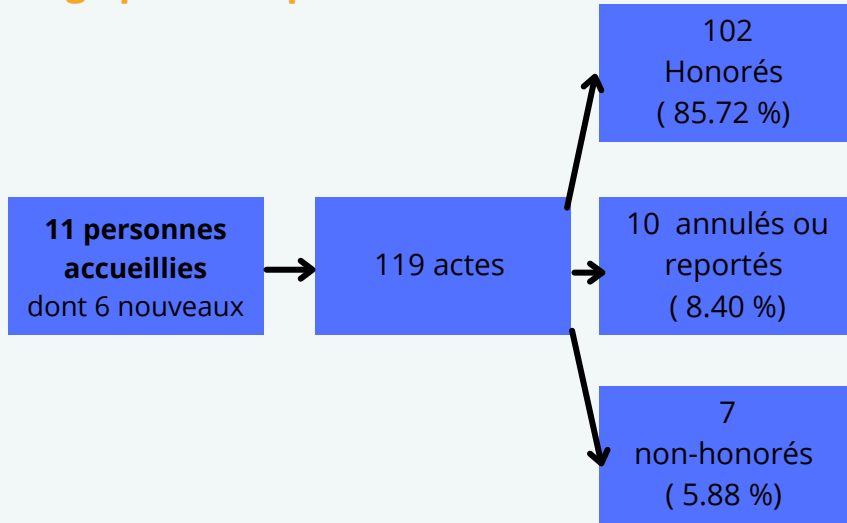 11 personnes
accueillies
dont 6 nouveaux
119 actes
102
Honorés
( 85.72 %)
10 annulés ou
reportés
( 8.40 %)
7
non-honorés
( 5.88 %)